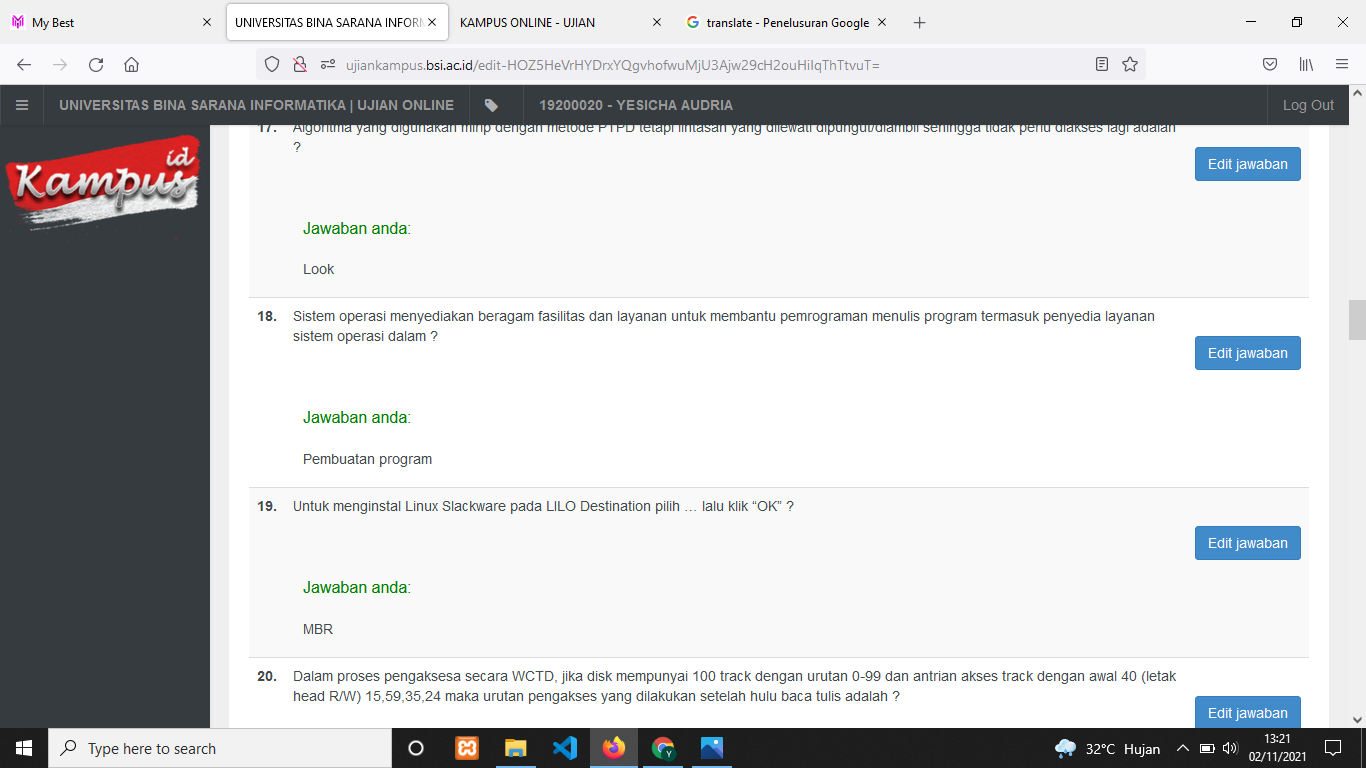 My Best
UNIVERSITAS BINA SARANA INFORM
KAMPUS ONLINE - UJIAN
translate - Penelusuran Google
ujiankampus.bsi.ac.id/edit-HOZ5HeVrHYDrxYQgvhofwuMjU3Ajw29cH2ouHiIqThTtvuT=
UNIVERSITAS BINA SARANA INFORMATIKA | UJIAN ONLINE
19200020 - YESICHA AUDRIA
Log Out
Kampus id
17. Algoritma yang digunakan mirip dengan metode PTPD tetapi lintasan yang dilewati dipungut/diambil sehingga tidak perlu diakses lagi adalah
?
Edit jawaban
Jawaban anda:
Look
18. Sistem operasi menyediakan beragam fasilitas dan layanan untuk membantu pemrograman menulis program termasuk penyedia layanan
sistem operasi dalam ?
Edit jawaban
Jawaban anda:
Pembuatan program
19. Untuk menginstal Linux Slackware pada LILO Destination pilih … lalu klik “OK” ?
Edit jawaban
Jawaban anda:
MBR
20. Dalam proses pengaksesa secara WCTD, jika disk mempunyai 100 track dengan urutan 0-99 dan antrian akses track dengan awal 40 (letak
head R/W) 15,59,35,24 maka urutan pengakses yang dilakukan setelah hulu baca tulis adalah ?
Edit jawaban
Type here to search
32°C Hujan
13:21
02/11/2021